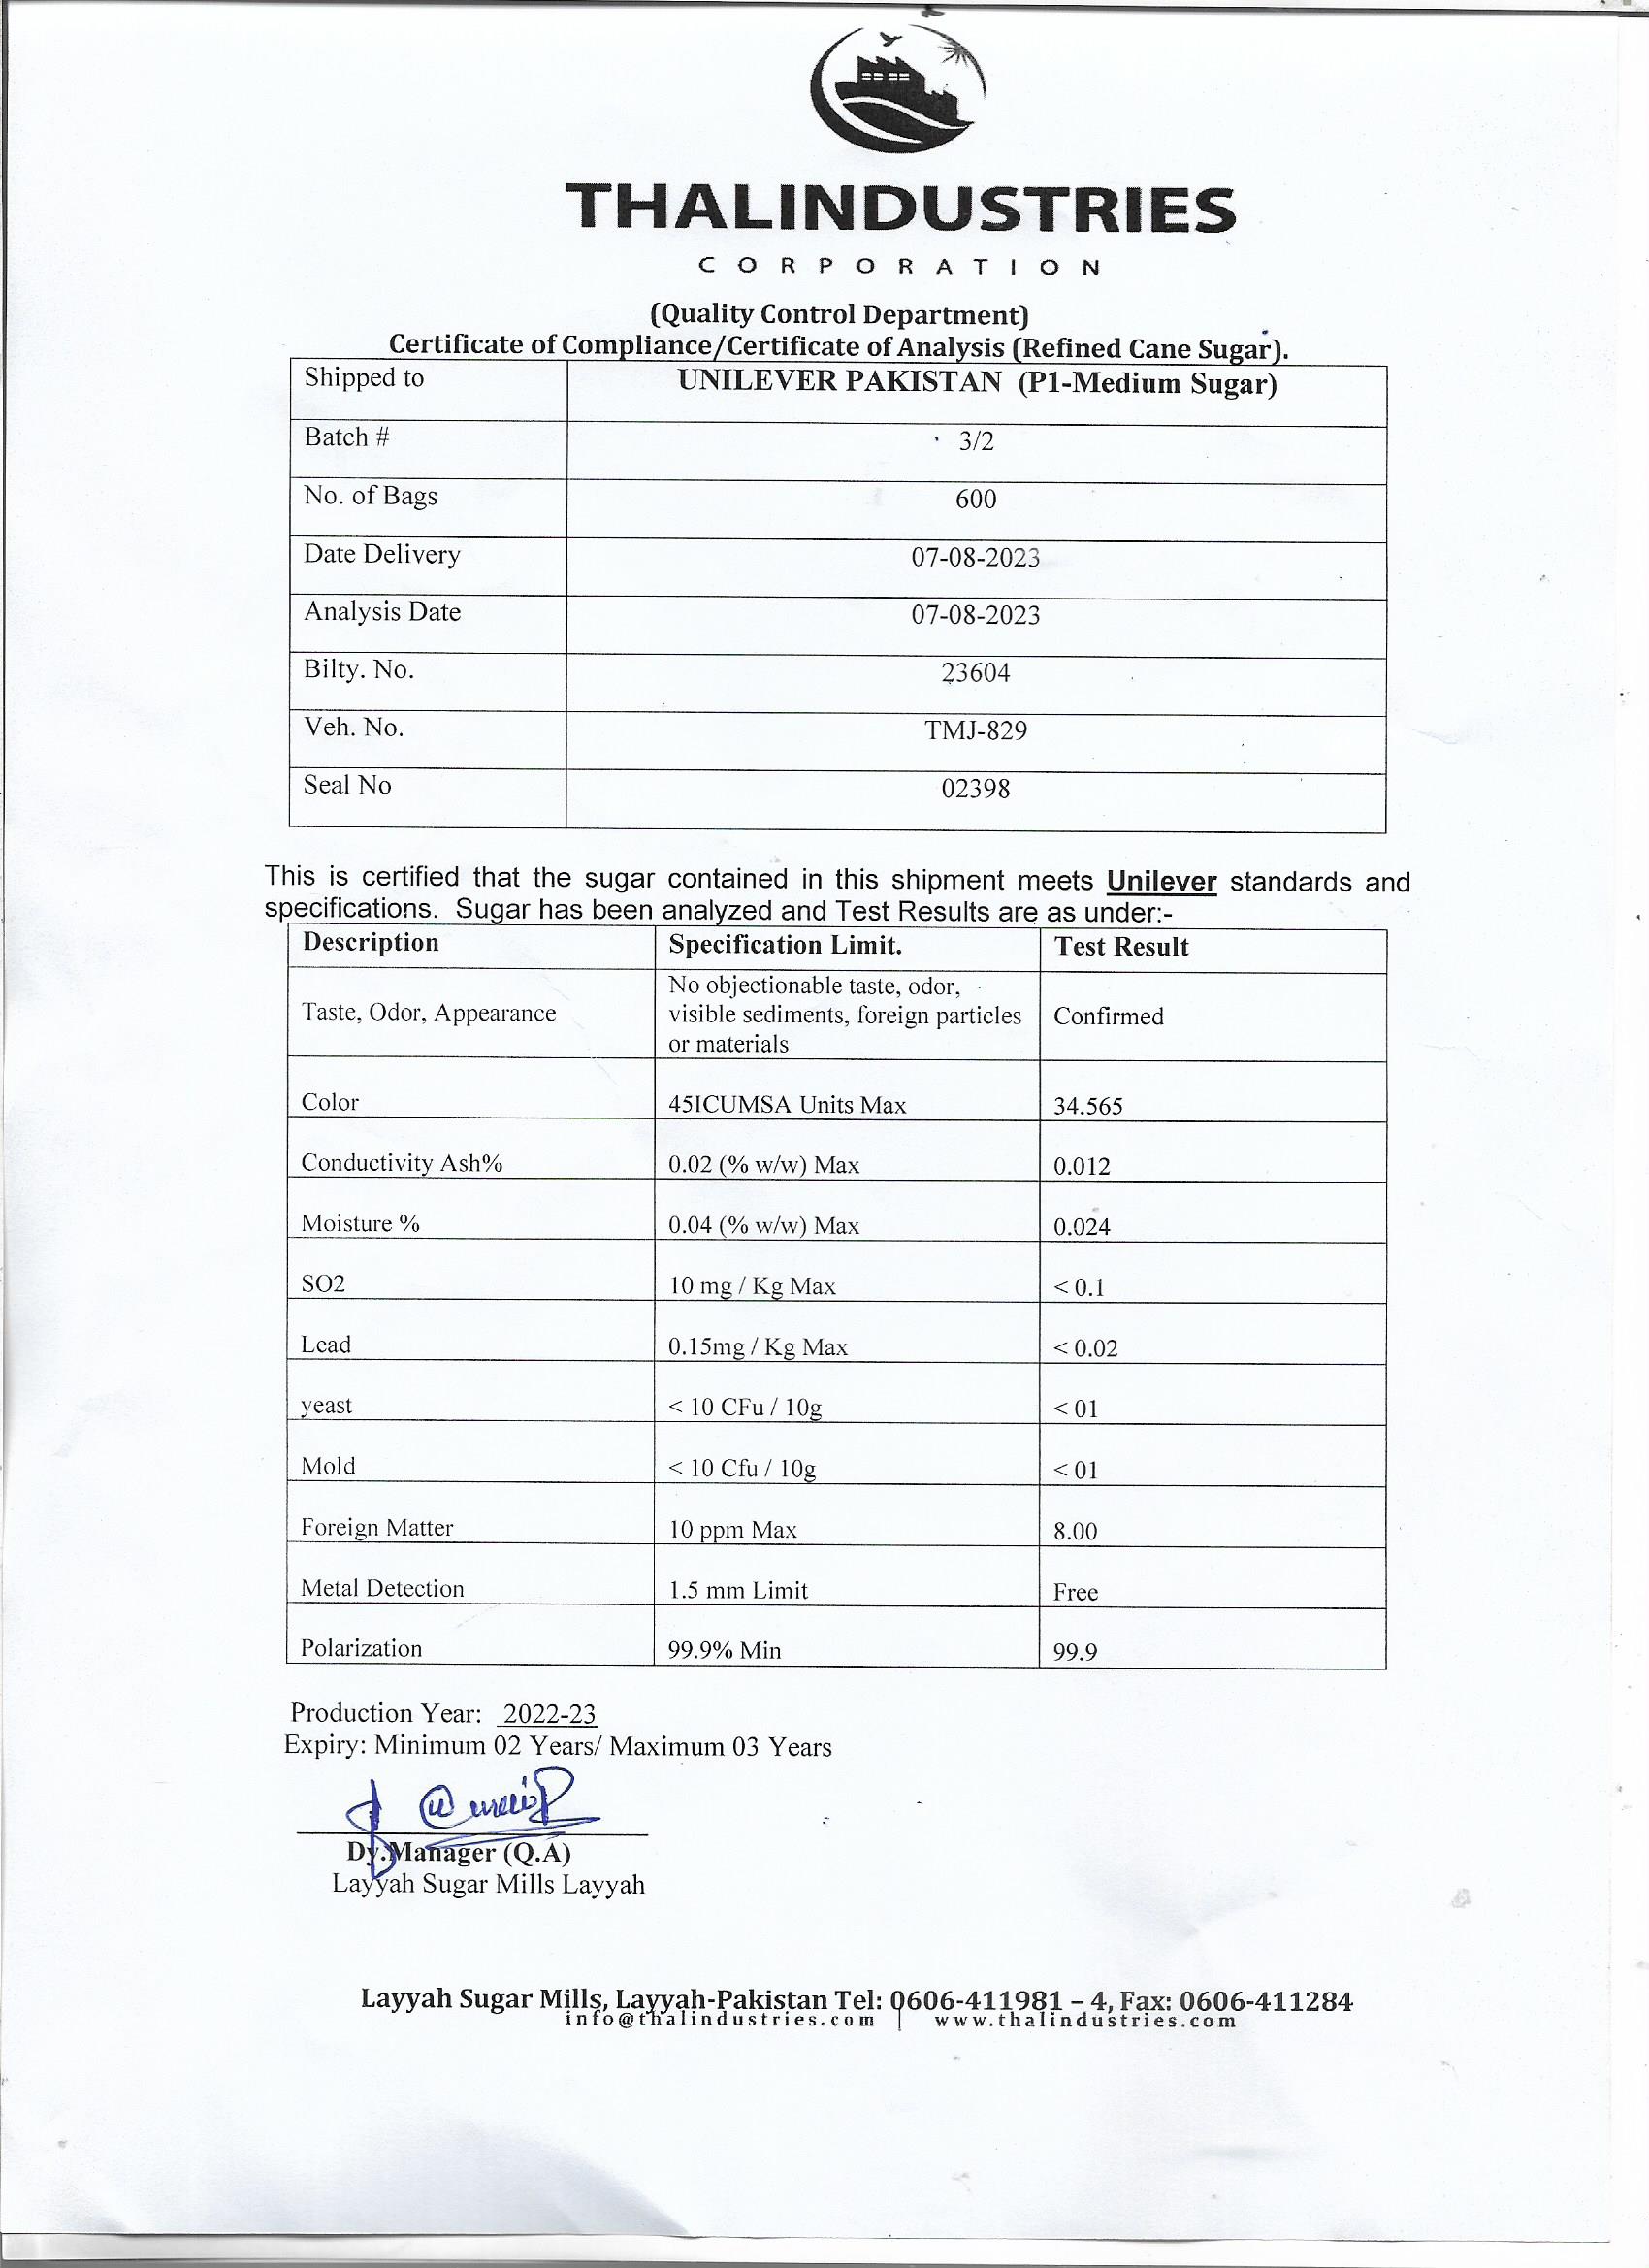 THALINDUSTRIES
CORPORATION
(Quality Control Department)
Certificate of Compliance/Certificate of Analysis (Refined Cane Sugar).
Shipped to UNILEVER PAKISTAN (P1-Medium Sugar)
Batch # 3/2
No. of Bags 600
Date Delivery 07-08-2023
Analysis Date 07-08-2023
Bilty. No. 23604
Veh. No. TMJ-829
Seal No 02398
This is certified that the sugar contained in this shipment meets Unilever standards and
specifications. Sugar has been analyzed and Test Results are as under:-
Description Specification Limit. Test Result
No objectionable taste, odor,
Taste, Odor, Appearance visible sediments, foreign particles Confirmed
or materials
Color 45ICUMSA Units Max 34.565
Conductivity Ash% 0.02 (% w/w) Max 0.012
Moisture % 0.04 (% w/w) Max 0.024
SO2 10 mg / Kg Max < 0.1
Lead 0.15mg / Kg Max < 0.02
yeast < 10 CFu / 10g < 01
Mold < 10 Cfu / 10g < 01
Foreign Matter 10 ppm Max 8.00
Metal Detection 1.5 mm Limit Free
Polarization 99.9% Min 99.9
Production Year: 2022-23
Expiry: Minimum 02 Years/ Maximum 03 Years
Dy.Manager (Q.A)
Layyah Sugar Mills Layyah
Layyah Sugar Mills, Layyah-Pakistan Tel: 0606-411981 – 4, Fax: 0606-411284
info@thalindustries.com | www.thalindustries.com